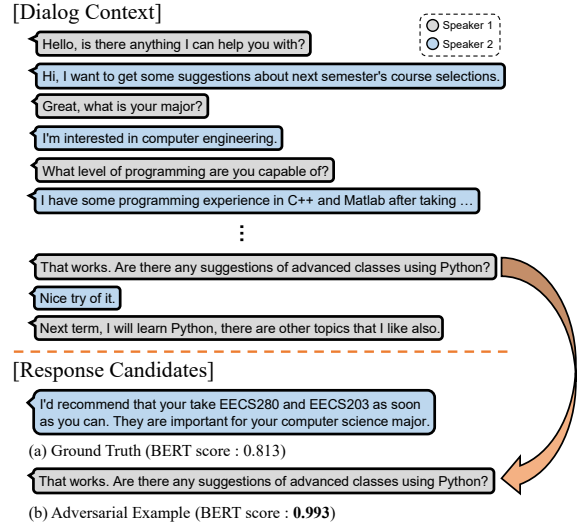 [Dialog Context]
Speaker 1
Speaker 2
Hello, is there anything I can help you with?
Hi, I want to get some suggestions about next semester's course selections.
Great, what is your major?
I'm interested in computer engineering.
What level of programming are you capable of?
I have some programming experience in C++ and Matlab after taking ...
⋮
That works. Are there any suggestions of advanced classes using Python?
Nice try of it.
Next term, I will learn Python, there are other topics that I like also.
[Response Candidates]
I'd recommend that your take EECS280 and EECS203 as soon
as you can. They are important for your computer science major.
(a) Ground Truth (BERT score : 0.813)
That works. Are there any suggestions of advanced classes using Python?
(b) Adversarial Example (BERT score : 0.993)